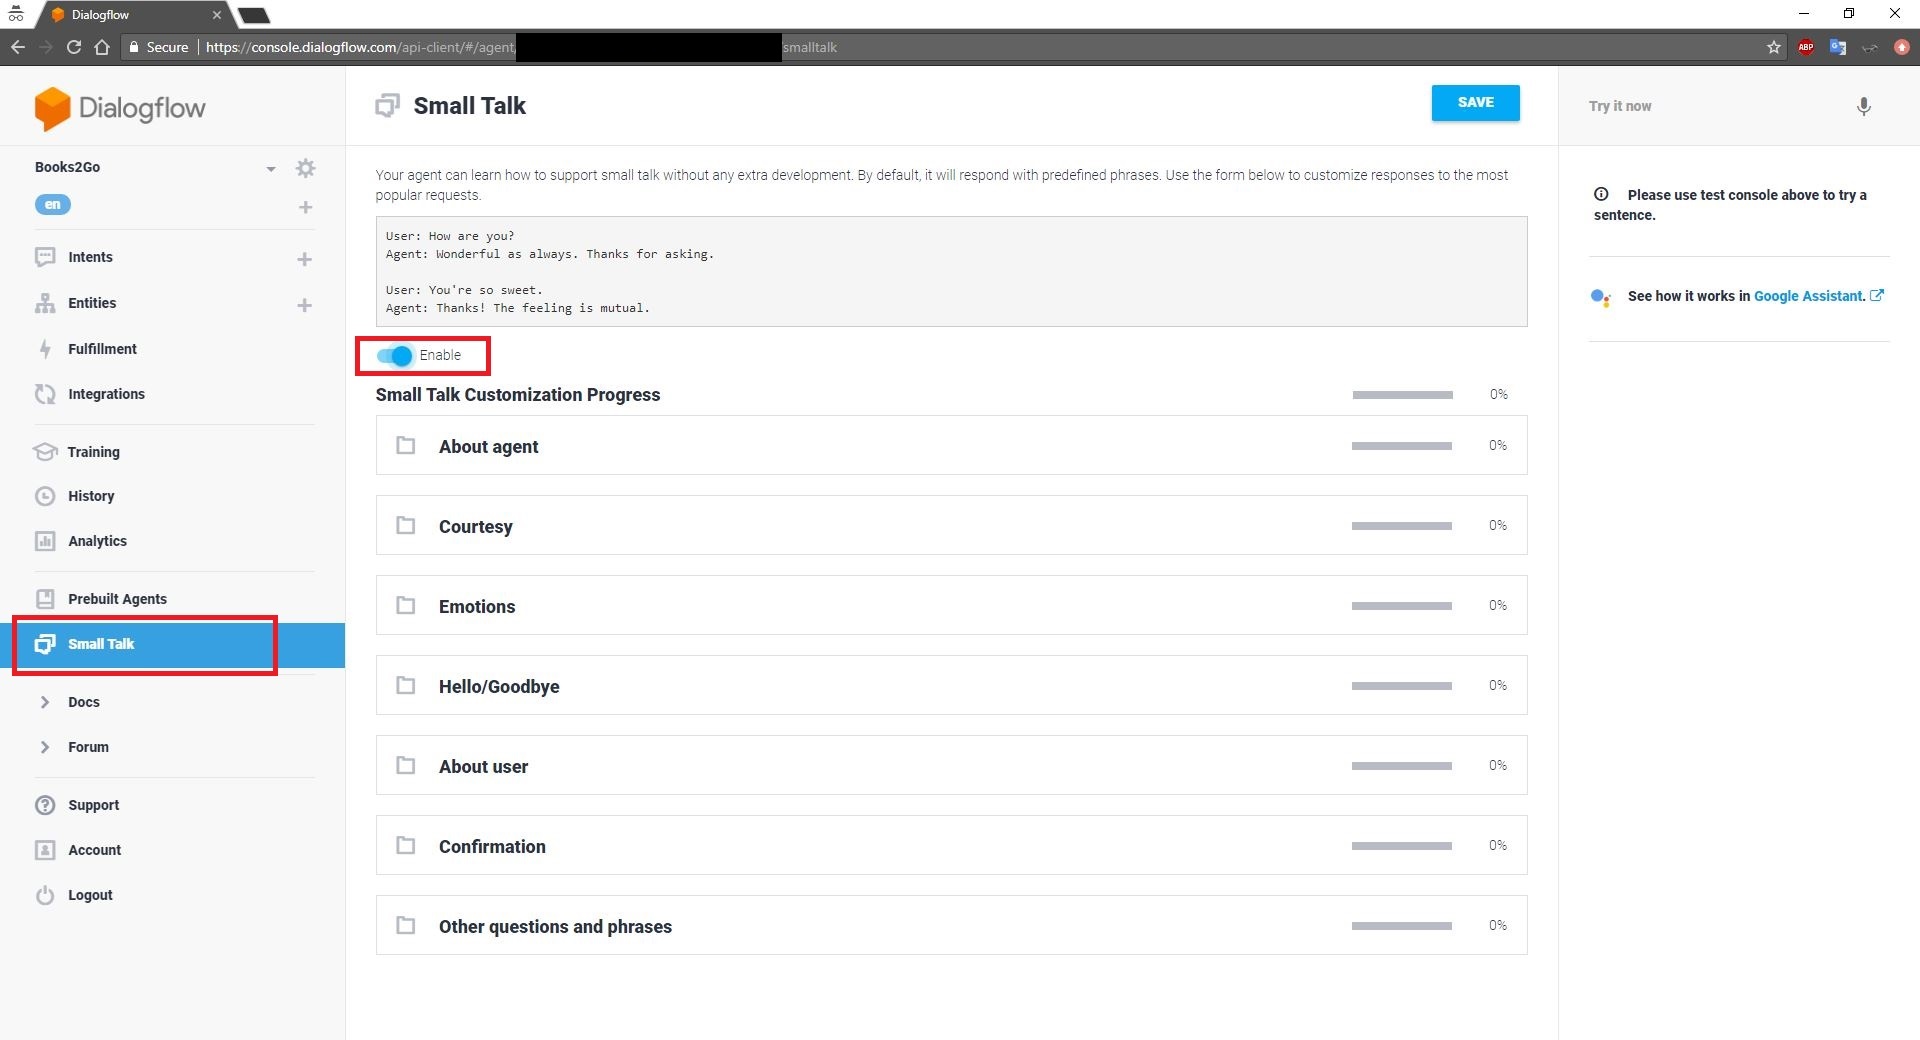 Dialogflow
Secure
https://console.dialogflow.com/api-client/#/agent/
/smalltalk
ABP
Dialogflow
Books2Go
en
Intents
Entities
Fulfillment
Integrations
Training
History
Analytics
Prebuilt Agents
Small Talk
Docs
Forum
Support
Account
Logout
Small Talk
SAVE
Your agent can learn how to support small talk without any extra development. By default, it will respond with predefined phrases. Use the form below to customize responses to the most
popular requests.
User: How are you?
Agent: Wonderful as always. Thanks for asking.
User: You're so sweet.
Agent: Thanks! The feeling is mutual.
Enable
Small Talk Customization Progress 0%
About agent 0%
Courtesy 0%
Emotions 0%
Hello/Goodbye 0%
About user 0%
Confirmation 0%
Other questions and phrases 0%
Try it now
Please use test console above to try a
sentence.
See how it works in Google Assistant.